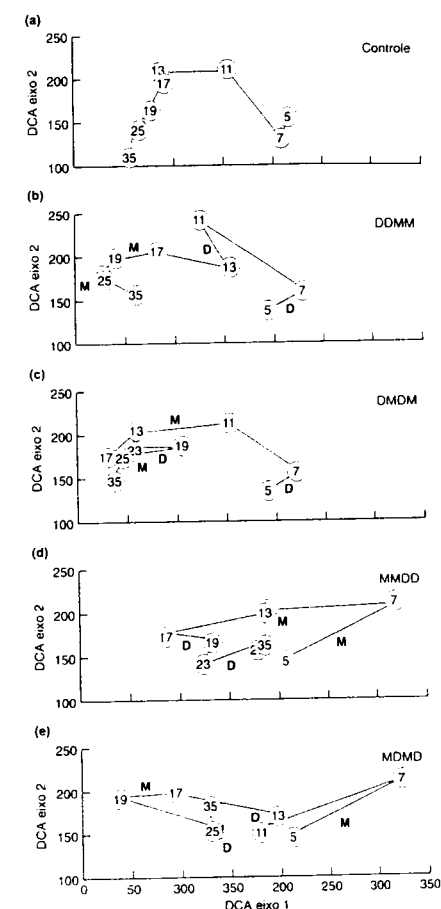 (a)
Controle
DCA eixo 2
250
200
150
100
13
11
17
19
25
35
5
7
(b)
DDMM
DCA eixo 2
250
200
150
100
11
M
D
19
17
13
M
25
35
7
5
D
(c)
DMDM
DCA eixo 2
250
200
150
100
M
13
11
17
25
23
19
D
M
35
7
5
D
(d)
MMDD
DCA eixo 2
250
200
150
100
7
13
M
17
D
19
35
M
23
D
5
(e)
MDMD
DCA eixo 2
250
200
150
100
M
19
17
35
D
13
7
25
11
5
M
D
0 50 300 150 350 250 200 250 300 350
DCA eixo 1